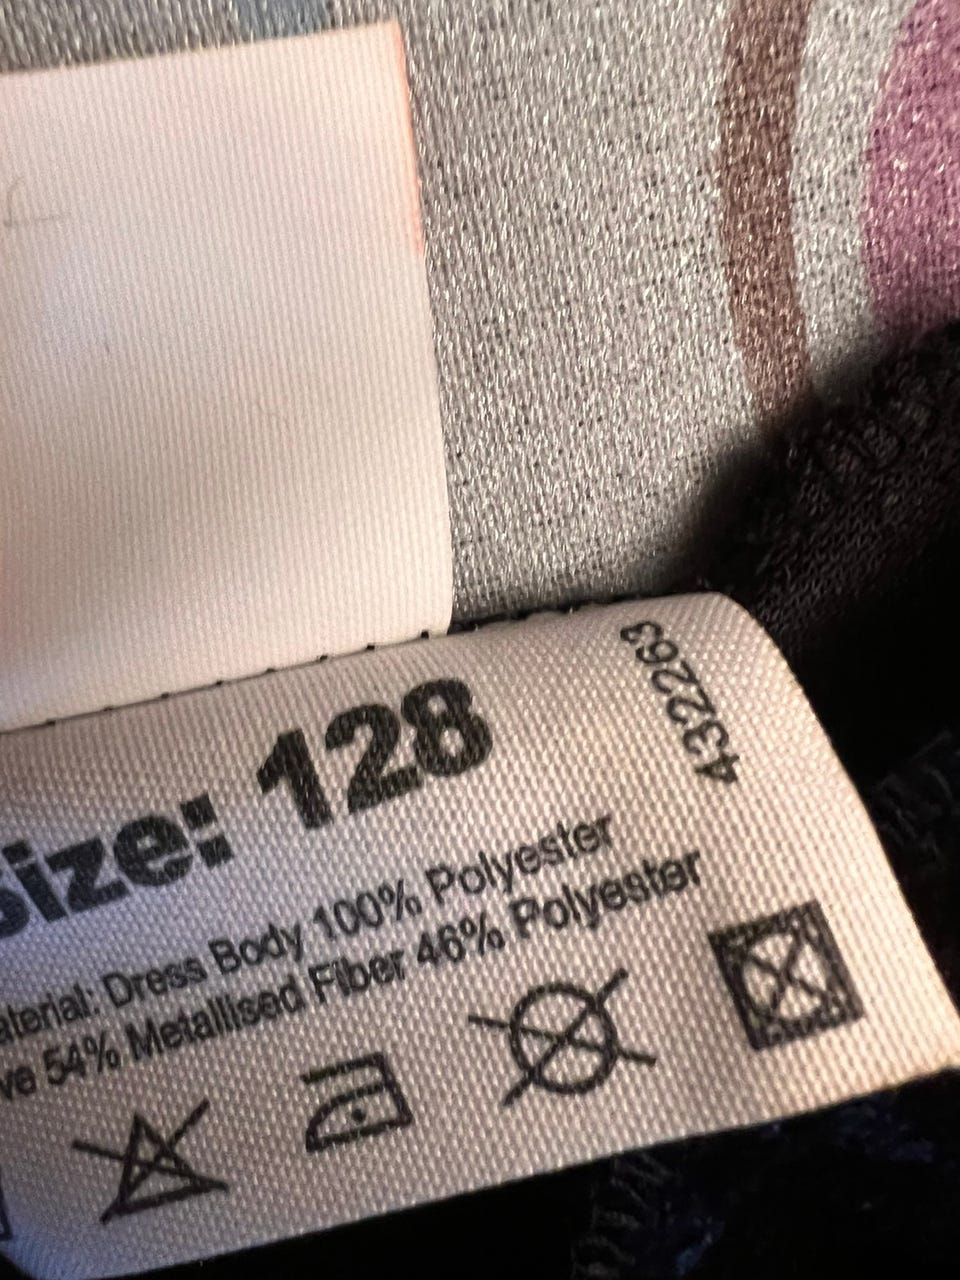 size: 128
432263
aterial: Dress Body 100% Polyester
ve 54% Metallised Fiber 46% Polyester